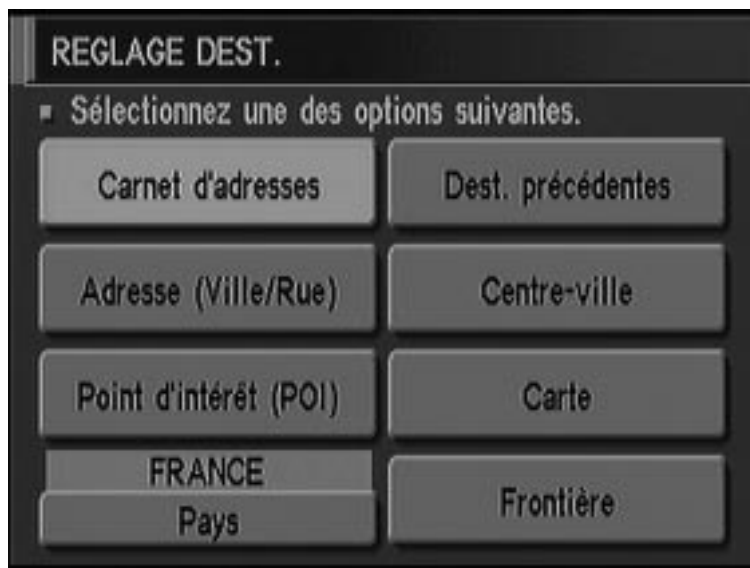 REGLAGE DEST.
Sélectionnez une des options suivantes.
Carnet d'adresses
Dest. précédentes
Adresse (Ville/Rue)
Centre-ville
Point d'intérêt (POI)
Carte
FRANCE
Pays
Frontière